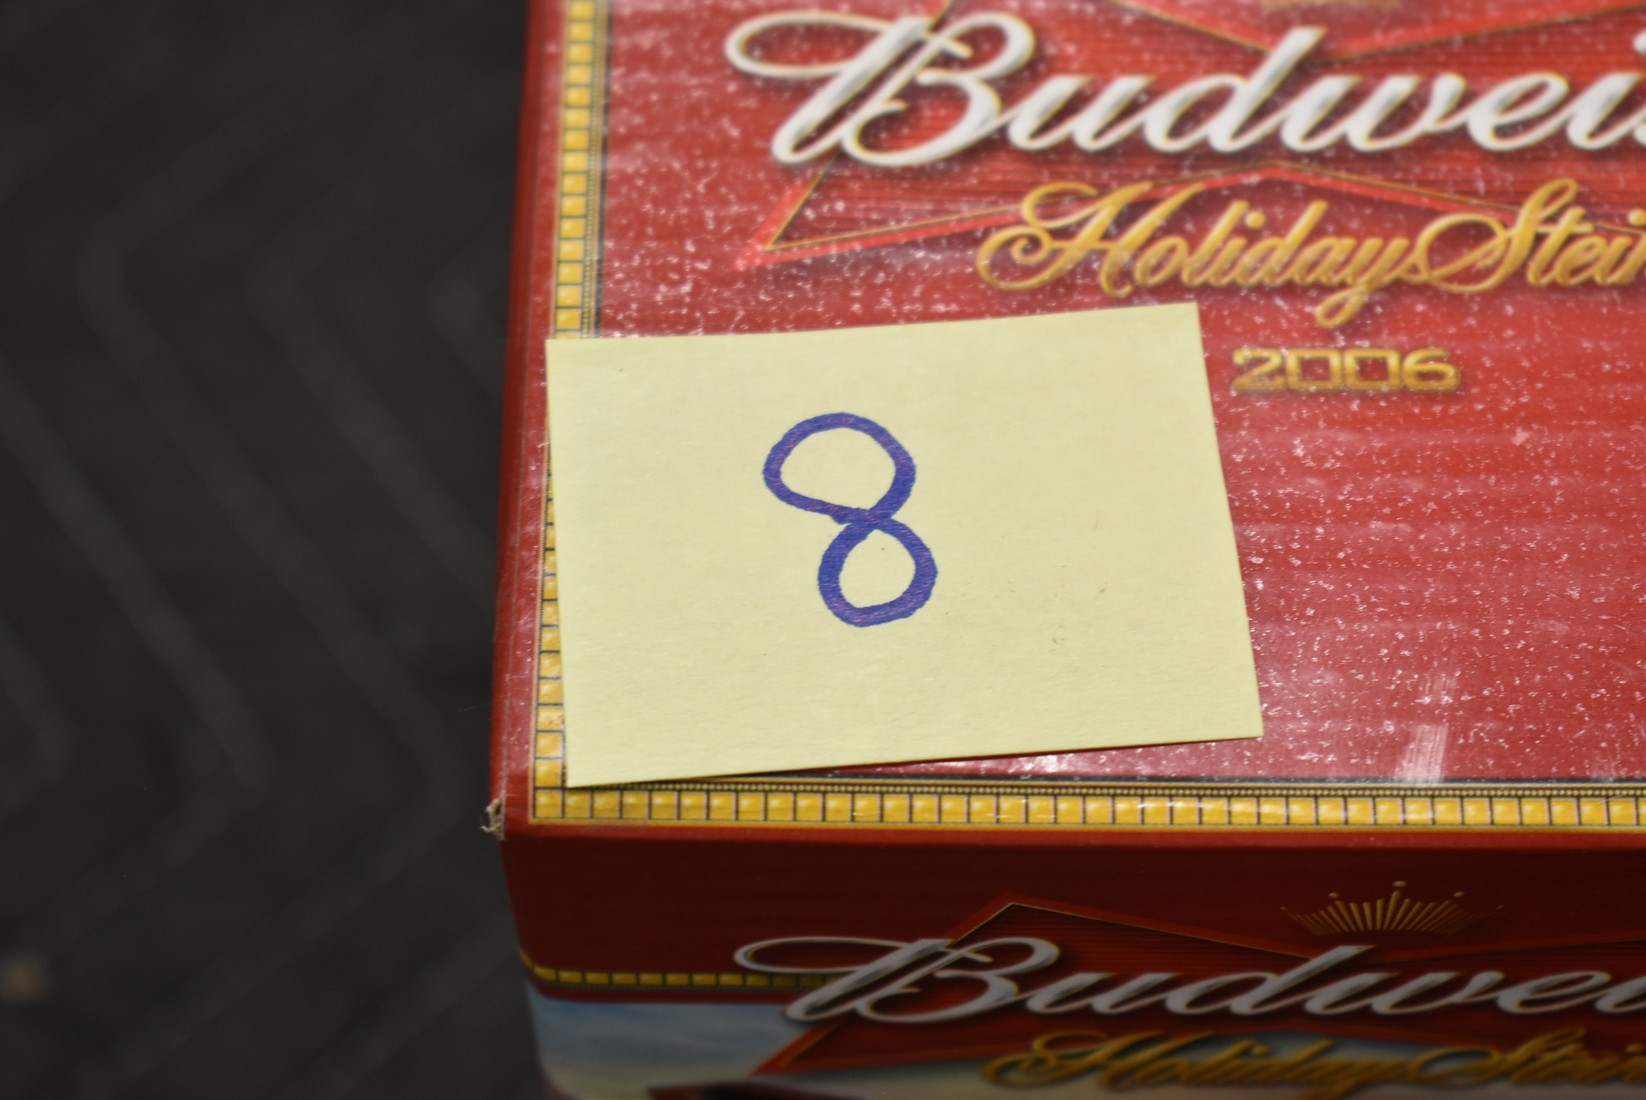 Budwei
Holiday Stei
2006
8
Budwei
Holiday Stei